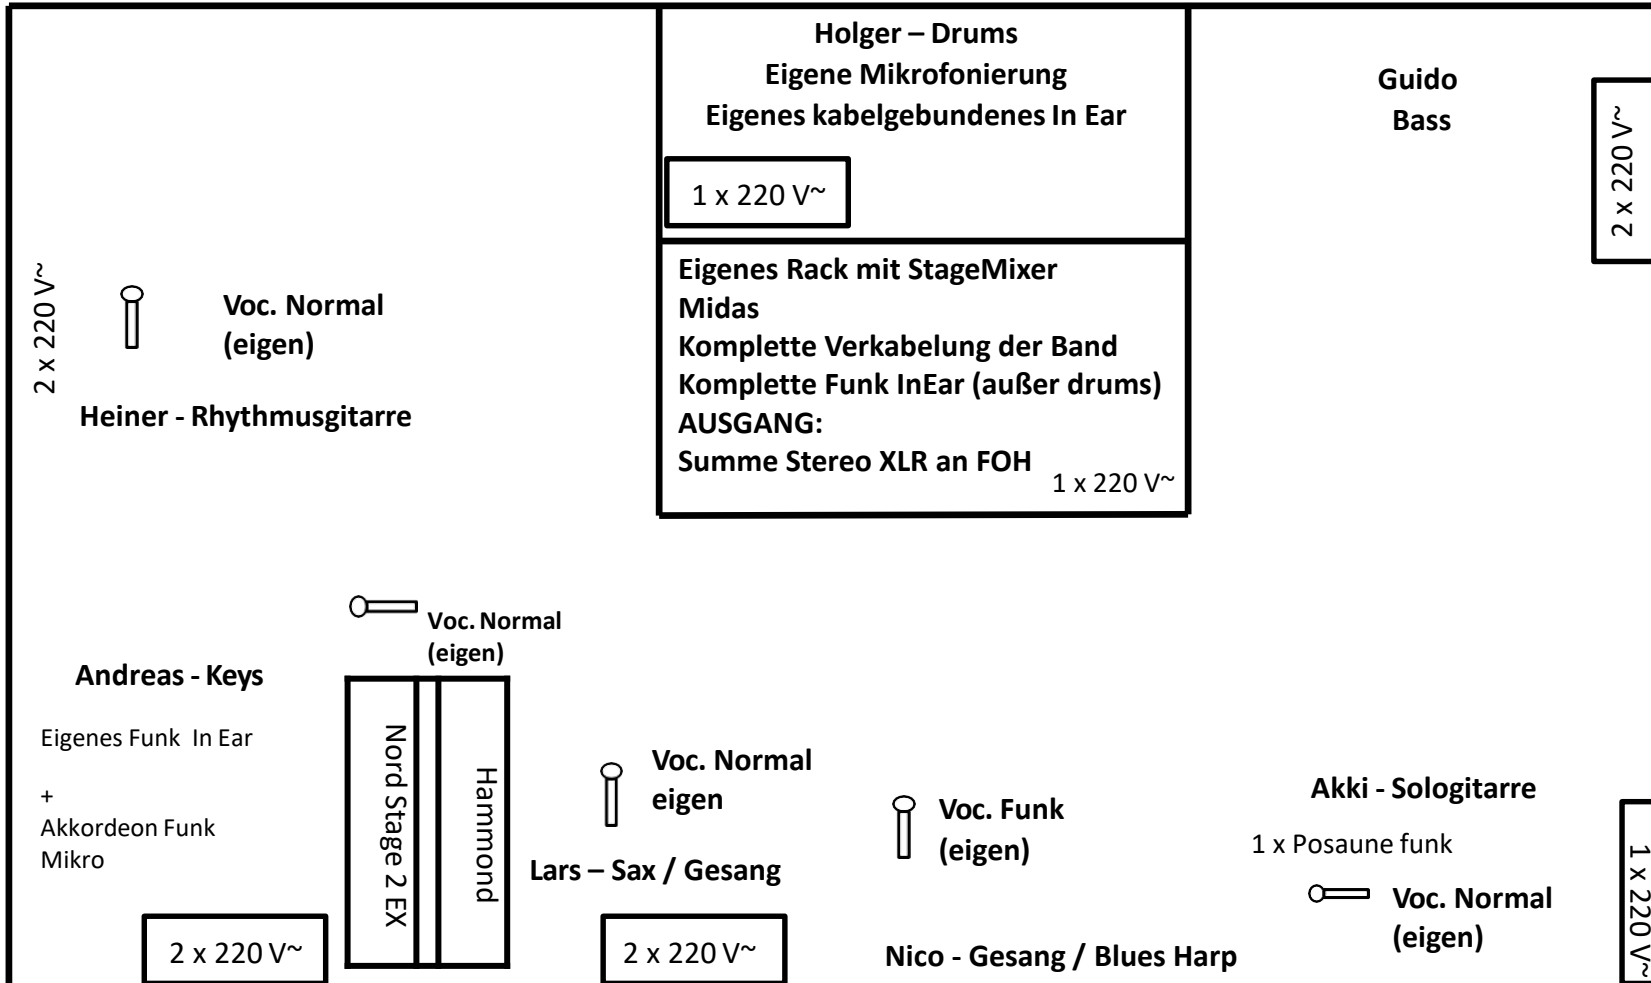 Holger – Drums
Eigene Mikrofonierung
Eigenes kabelgebundenes In Ear
1 x 220 V~
Guido
Bass
2 x 220 V~
2 x 220 V~
Voc. Normal
(eigen)
Heiner - Rhythmusgitarre
Eigenes Rack mit StageMixer
Midas
Komplette Verkabelung der Band
Komplette Funk InEar (außer drums)
AUSGANG:
Summe Stereo XLR an FOH
1 x 220 V~
Voc. Normal
(eigen)
Andreas - Keys
Eigenes Funk In Ear
+
Akkordeon Funk
Mikro
2 x 220 V~
Nord Stage 2 EX
Hammond
Voc. Normal
eigen
Lars – Sax / Gesang
2 x 220 V~
Voc. Funk
(eigen)
Nico - Gesang / Blues Harp
Akki - Sologitarre
1 x Posaune funk
Voc. Normal
(eigen)
1 x 220 V~